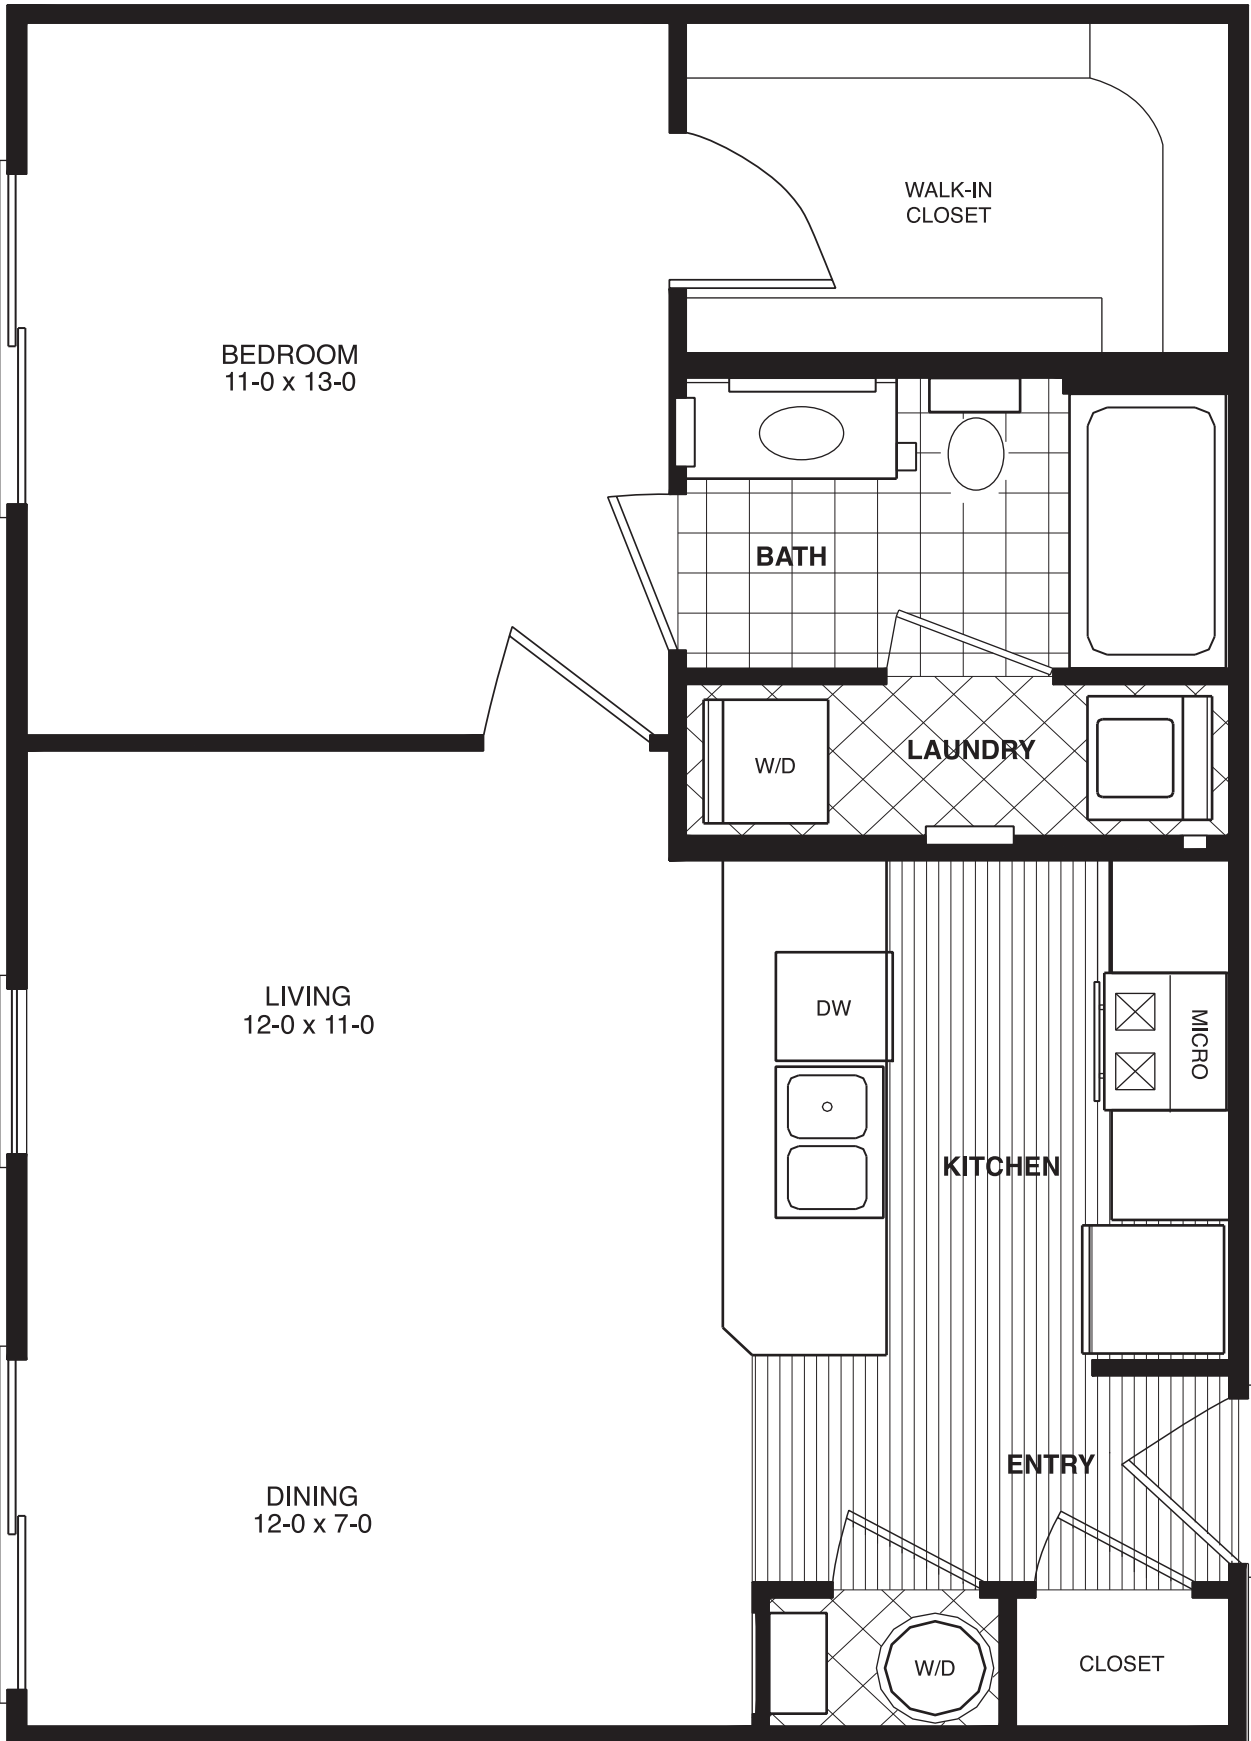 WALK-IN
CLOSET
BEDROOM
11-0 x 13-0
BATH
LAUNDRY
W/D
LIVING
12-0 x 11-0
DW
MICRO
KITCHEN
ENTRY
DINING
12-0 x 7-0
W/D
CLOSET